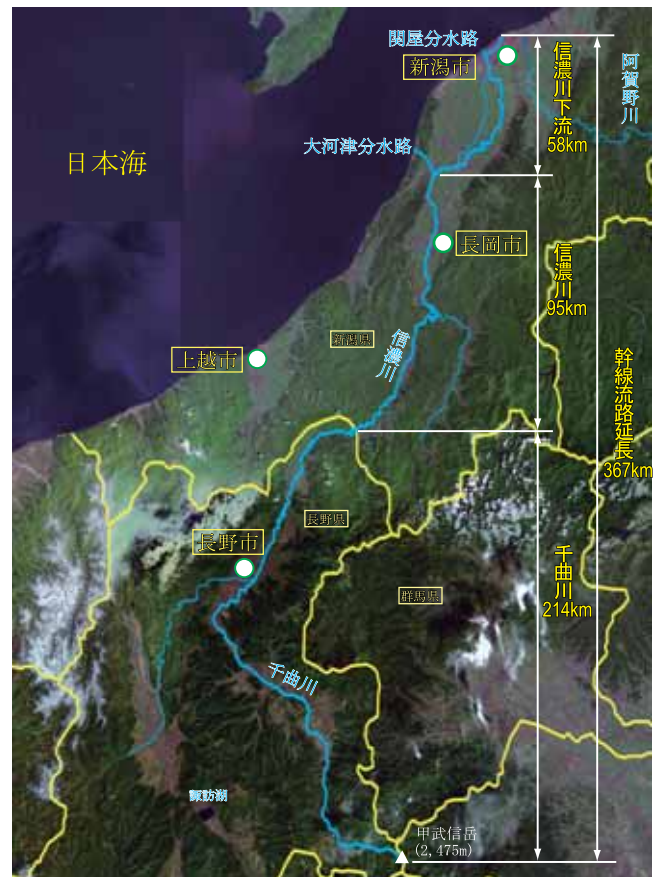 関屋分水路
新潟市
信濃川下流
58km
阿賀野川
日本海
大河津分水路
長岡市
信濃川
95km
新潟県
信濃川
上越市
幹線流路延長
367km
長野県
長野市
千曲川
214km
群馬県
千曲川
諏訪湖
甲武信岳
(2,475m)